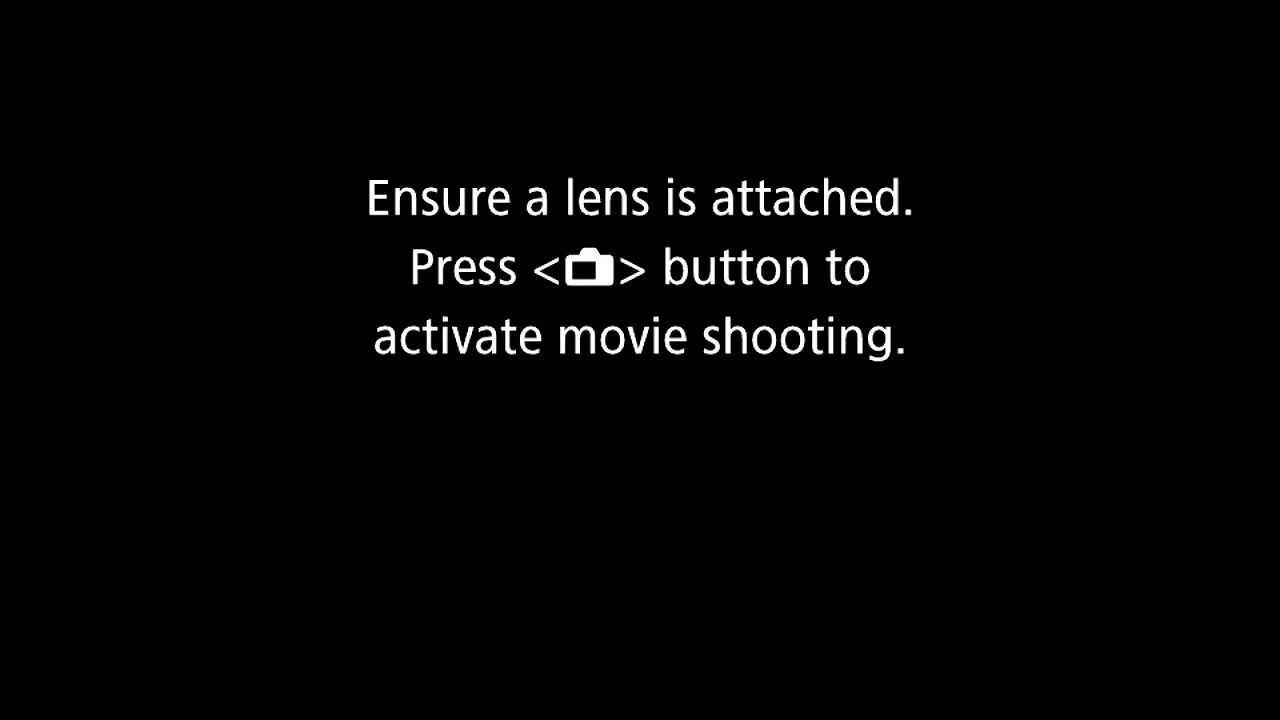 Ensure a lens is attached.
Press <📷> button to
activate movie shooting.